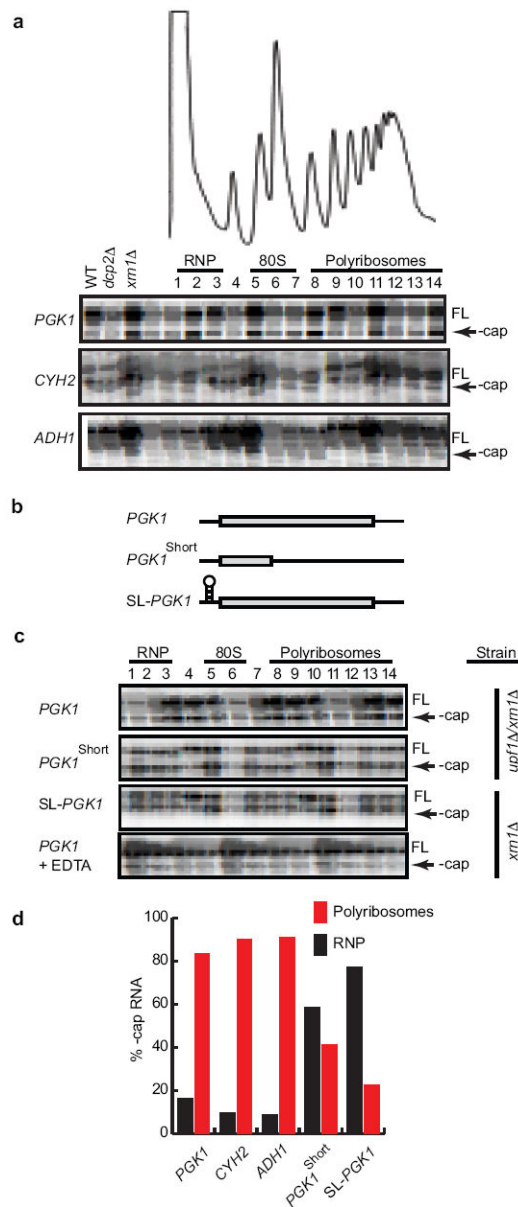 a
WT dcp2Δ xrn1Δ
RNP 80S Polyribosomes
1 2 3 4 5 6 7 8 9 10 11 12 13 14
PGK1 FL
-cap
CYH2 FL
-cap
ADH1 FL
-cap
b
PGK1
PGK1 Short
SL-PGK1
c
RNP 80S Polyribosomes Strain
1 2 3 4 5 6 7 8 9 10 11 12 13 14
PGK1 FL
-cap
PGK1 Short FL
-cap
upf1Δ/xrn1Δ
SL-PGK1 FL
-cap
PGK1 FL
+ EDTA -cap
xrn1Δ
d
Polyribosomes
RNP
% -cap RNA
100
80
60
40
20
0
PGK1 CYH2 ADH1 PGK1 Short SL-PGK1